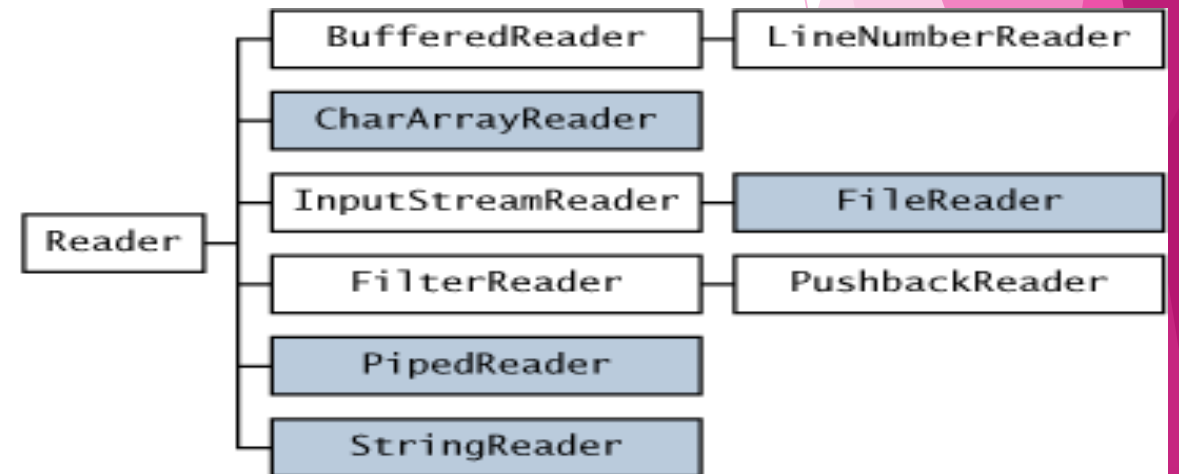 BufferedReader LineNumberReader
CharArrayReader
InputStreamReader FileReader
Reader
FilterReader PushbackReader
PipedReader
StringReader